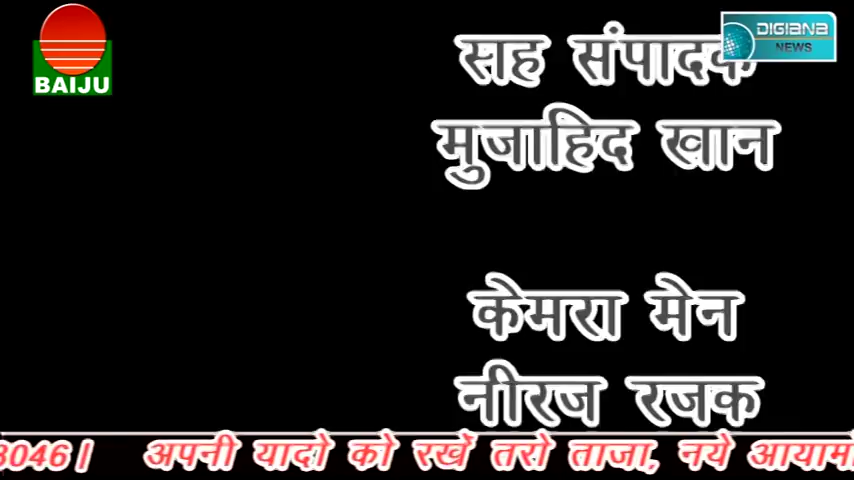 BAIJU
DIGIANA
NEWS
सह संपादक
मुजाहिद खान
केमरा मेन
नीरज रजक
3046। अपनी यादो को रखें तरो ताजा, नये आयामो